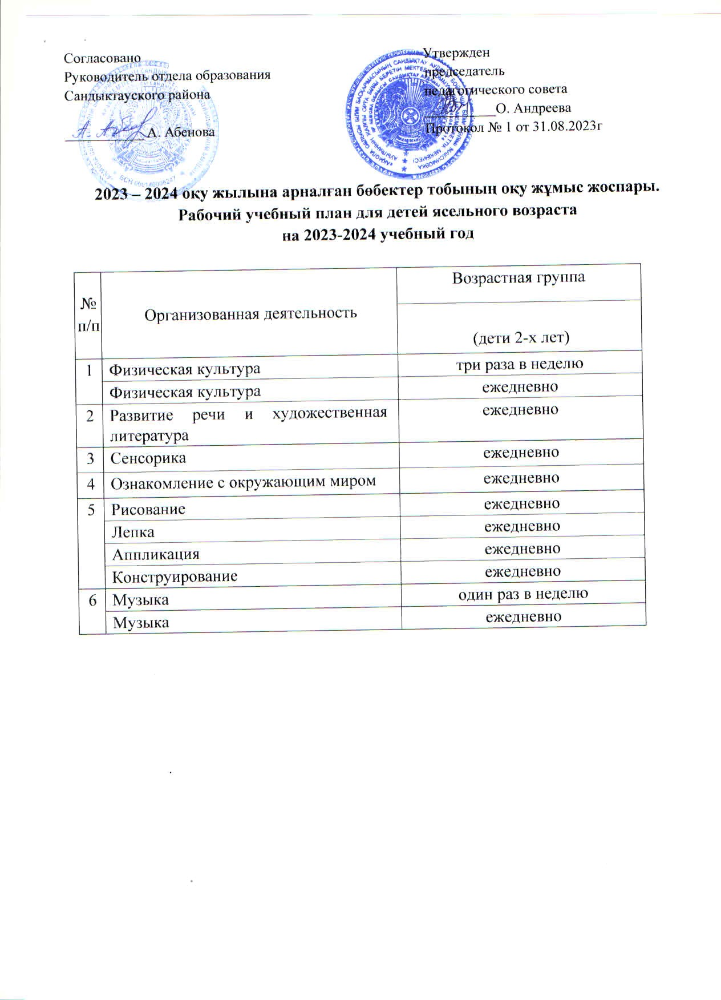 Согласовано
Руководитель отдела образования
Сандыктауского района
А. Абенова
Утвержден
председатель
педагогического совета
О. Андреева
Протокол № 1 от 31.08.2023г
БСН 060140006247
2023 – 2024 оқу жылына арналған бөбектер тобының оқу жұмыс жоспары.
Рабочий учебный план для детей ясельного возраста
на 2023-2024 учебный год
№ п/п
Организованная деятельность
Возрастная группа
(дети 2-х лет)
1 Физическая культура три раза в неделю
Физическая культура ежедневно
2 Развитие речи и художественная ежедневно
литература
3 Сенсорика ежедневно
4 Ознакомление с окружающим миром ежедневно
5 Рисование ежедневно
Лепка ежедневно
Аппликация ежедневно
Конструирование ежедневно
6 Музыка один раз в неделю
Музыка ежедневно